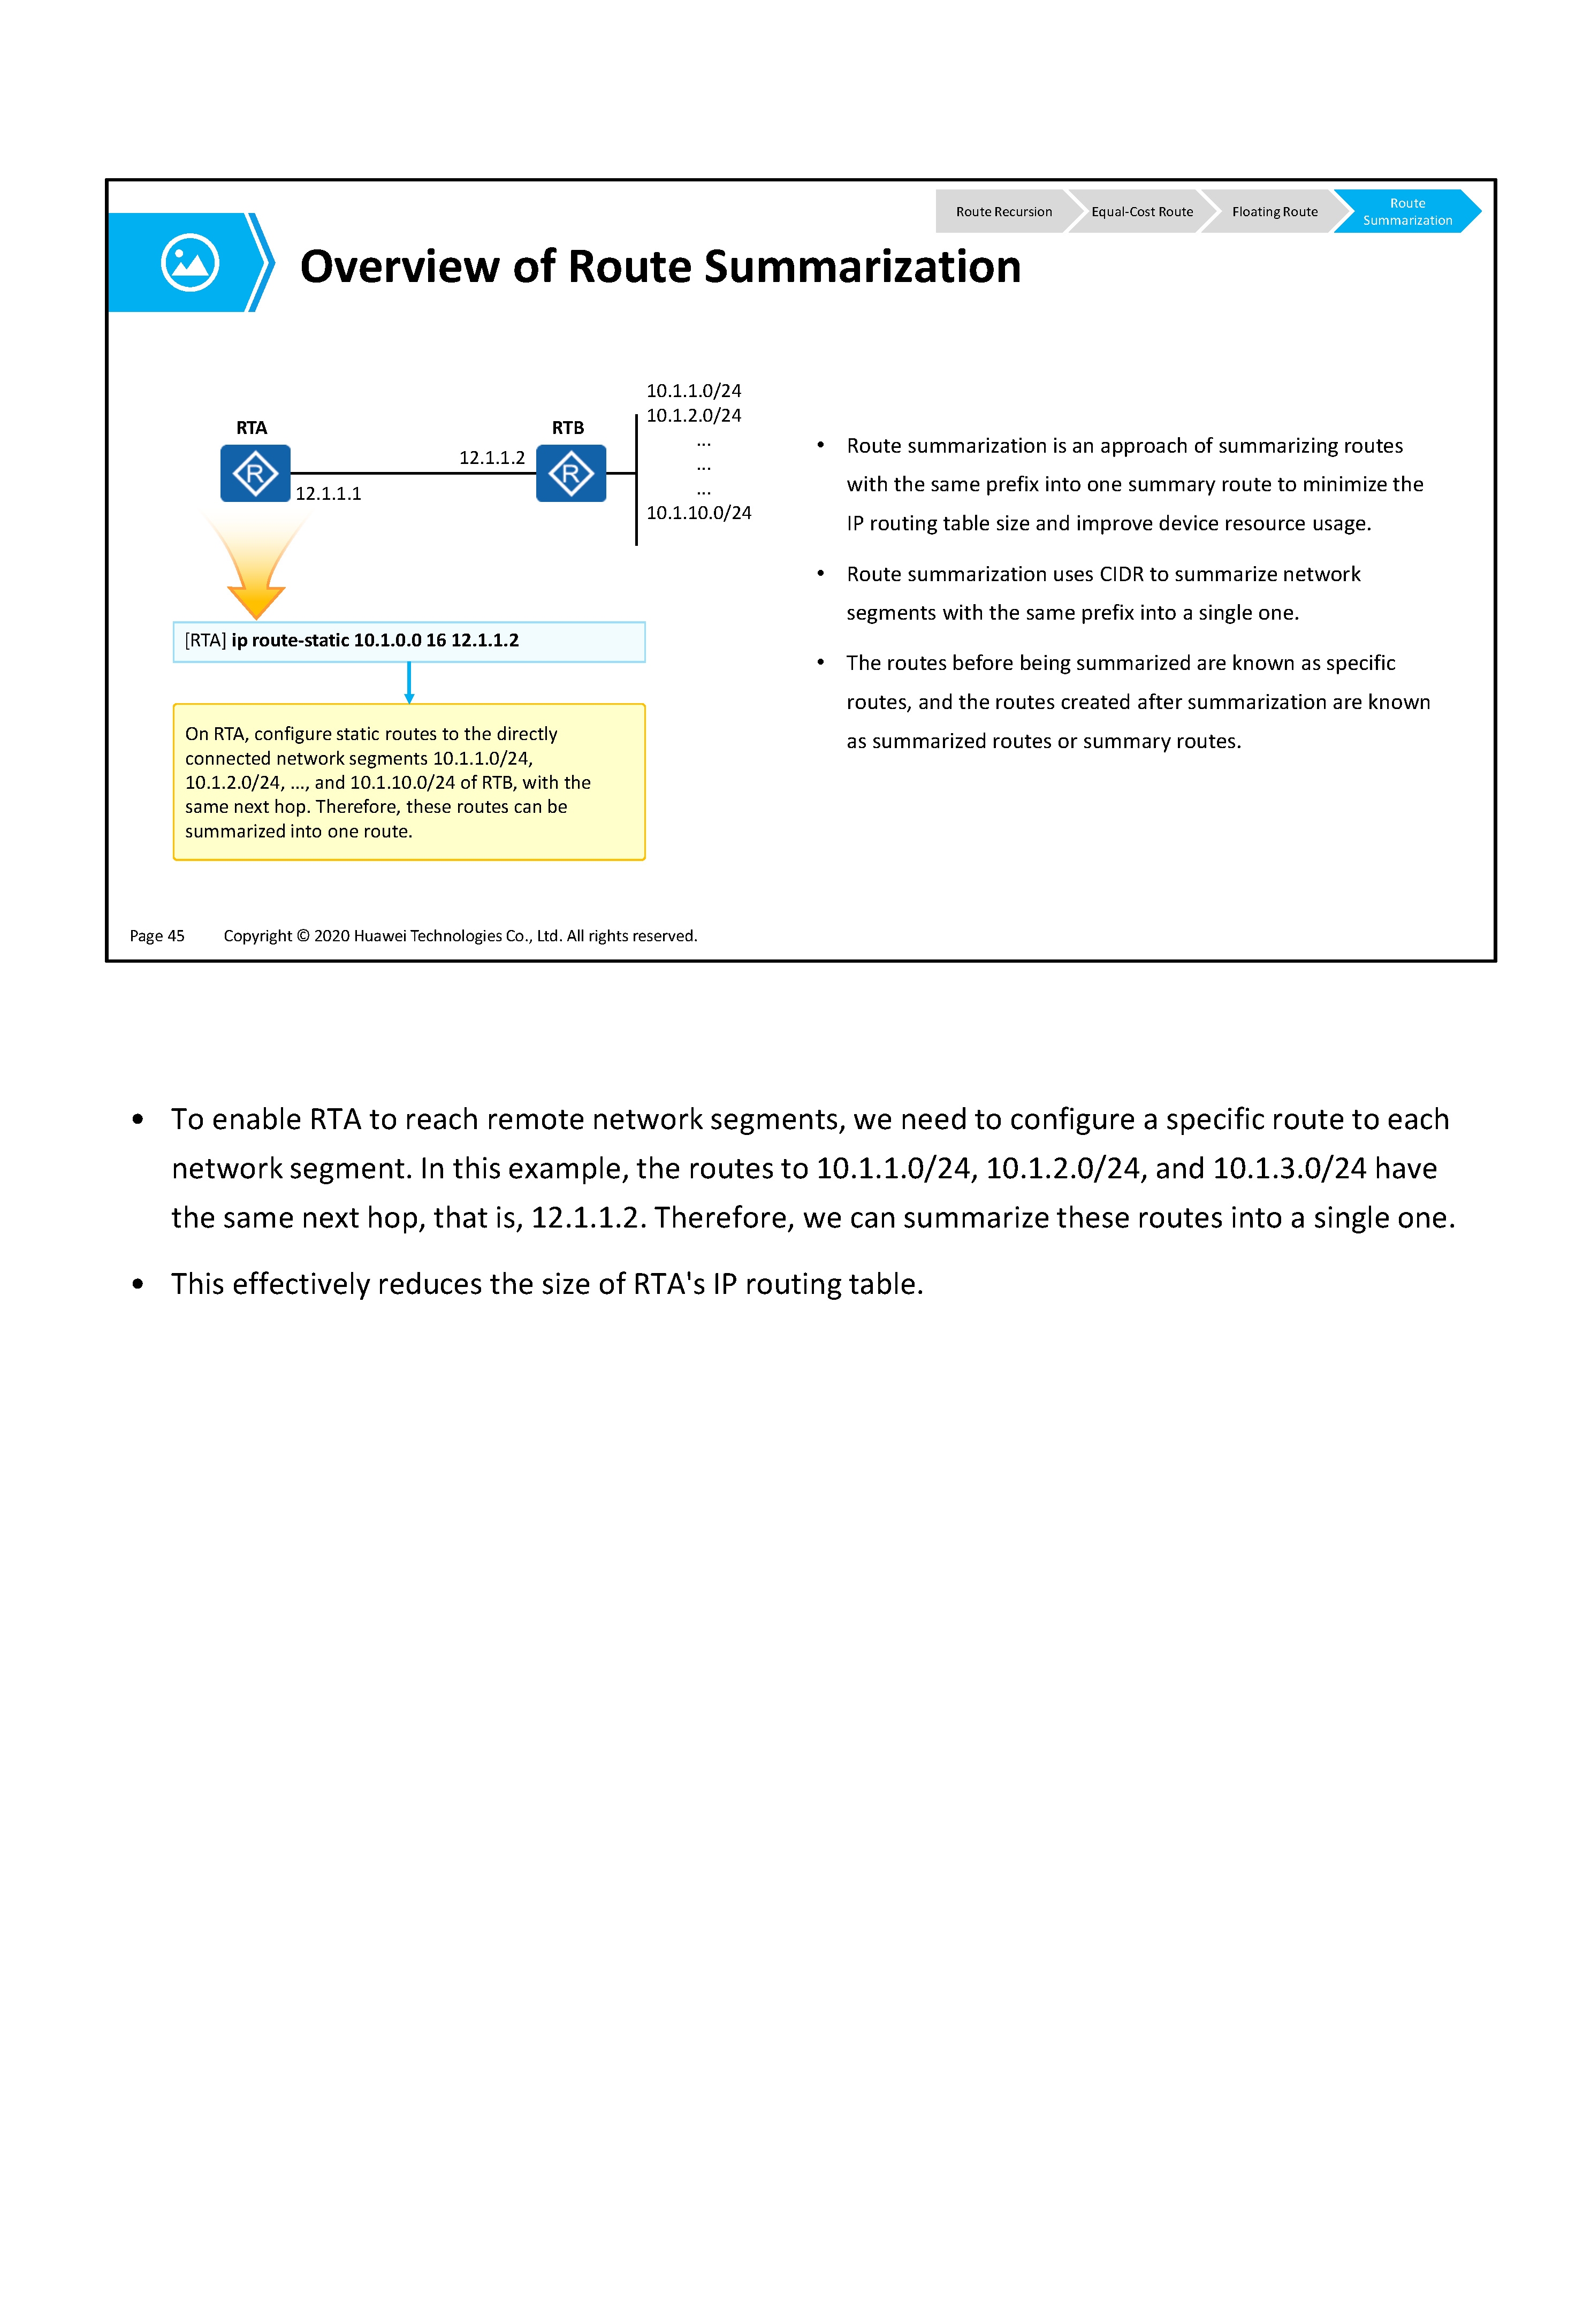 Route Recursion
Equal-Cost Route
Floating Route
Route
Summarization
Overview of Route Summarization
RTA
RTB
12.1.1.2
12.1.1.1
10.1.1.0/24
10.1.2.0/24
...
...
...
10.1.10.0/24
[RTA] ip route-static 10.1.0.0 16 12.1.1.2
On RTA, configure static routes to the directly
connected network segments 10.1.1.0/24,
10.1.2.0/24, ..., and 10.1.10.0/24 of RTB, with the
same next hop. Therefore, these routes can be
summarized into one route.
• Route summarization is an approach of summarizing routes
with the same prefix into one summary route to minimize the
IP routing table size and improve device resource usage.
• Route summarization uses CIDR to summarize network
segments with the same prefix into a single one.
• The routes before being summarized are known as specific
routes, and the routes created after summarization are known
as summarized routes or summary routes.
Page 45 Copyright © 2020 Huawei Technologies Co., Ltd. All rights reserved.
• To enable RTA to reach remote network segments, we need to configure a specific route to each
network segment. In this example, the routes to 10.1.1.0/24, 10.1.2.0/24, and 10.1.3.0/24 have
the same next hop, that is, 12.1.1.2. Therefore, we can summarize these routes into a single one.
• This effectively reduces the size of RTA's IP routing table.